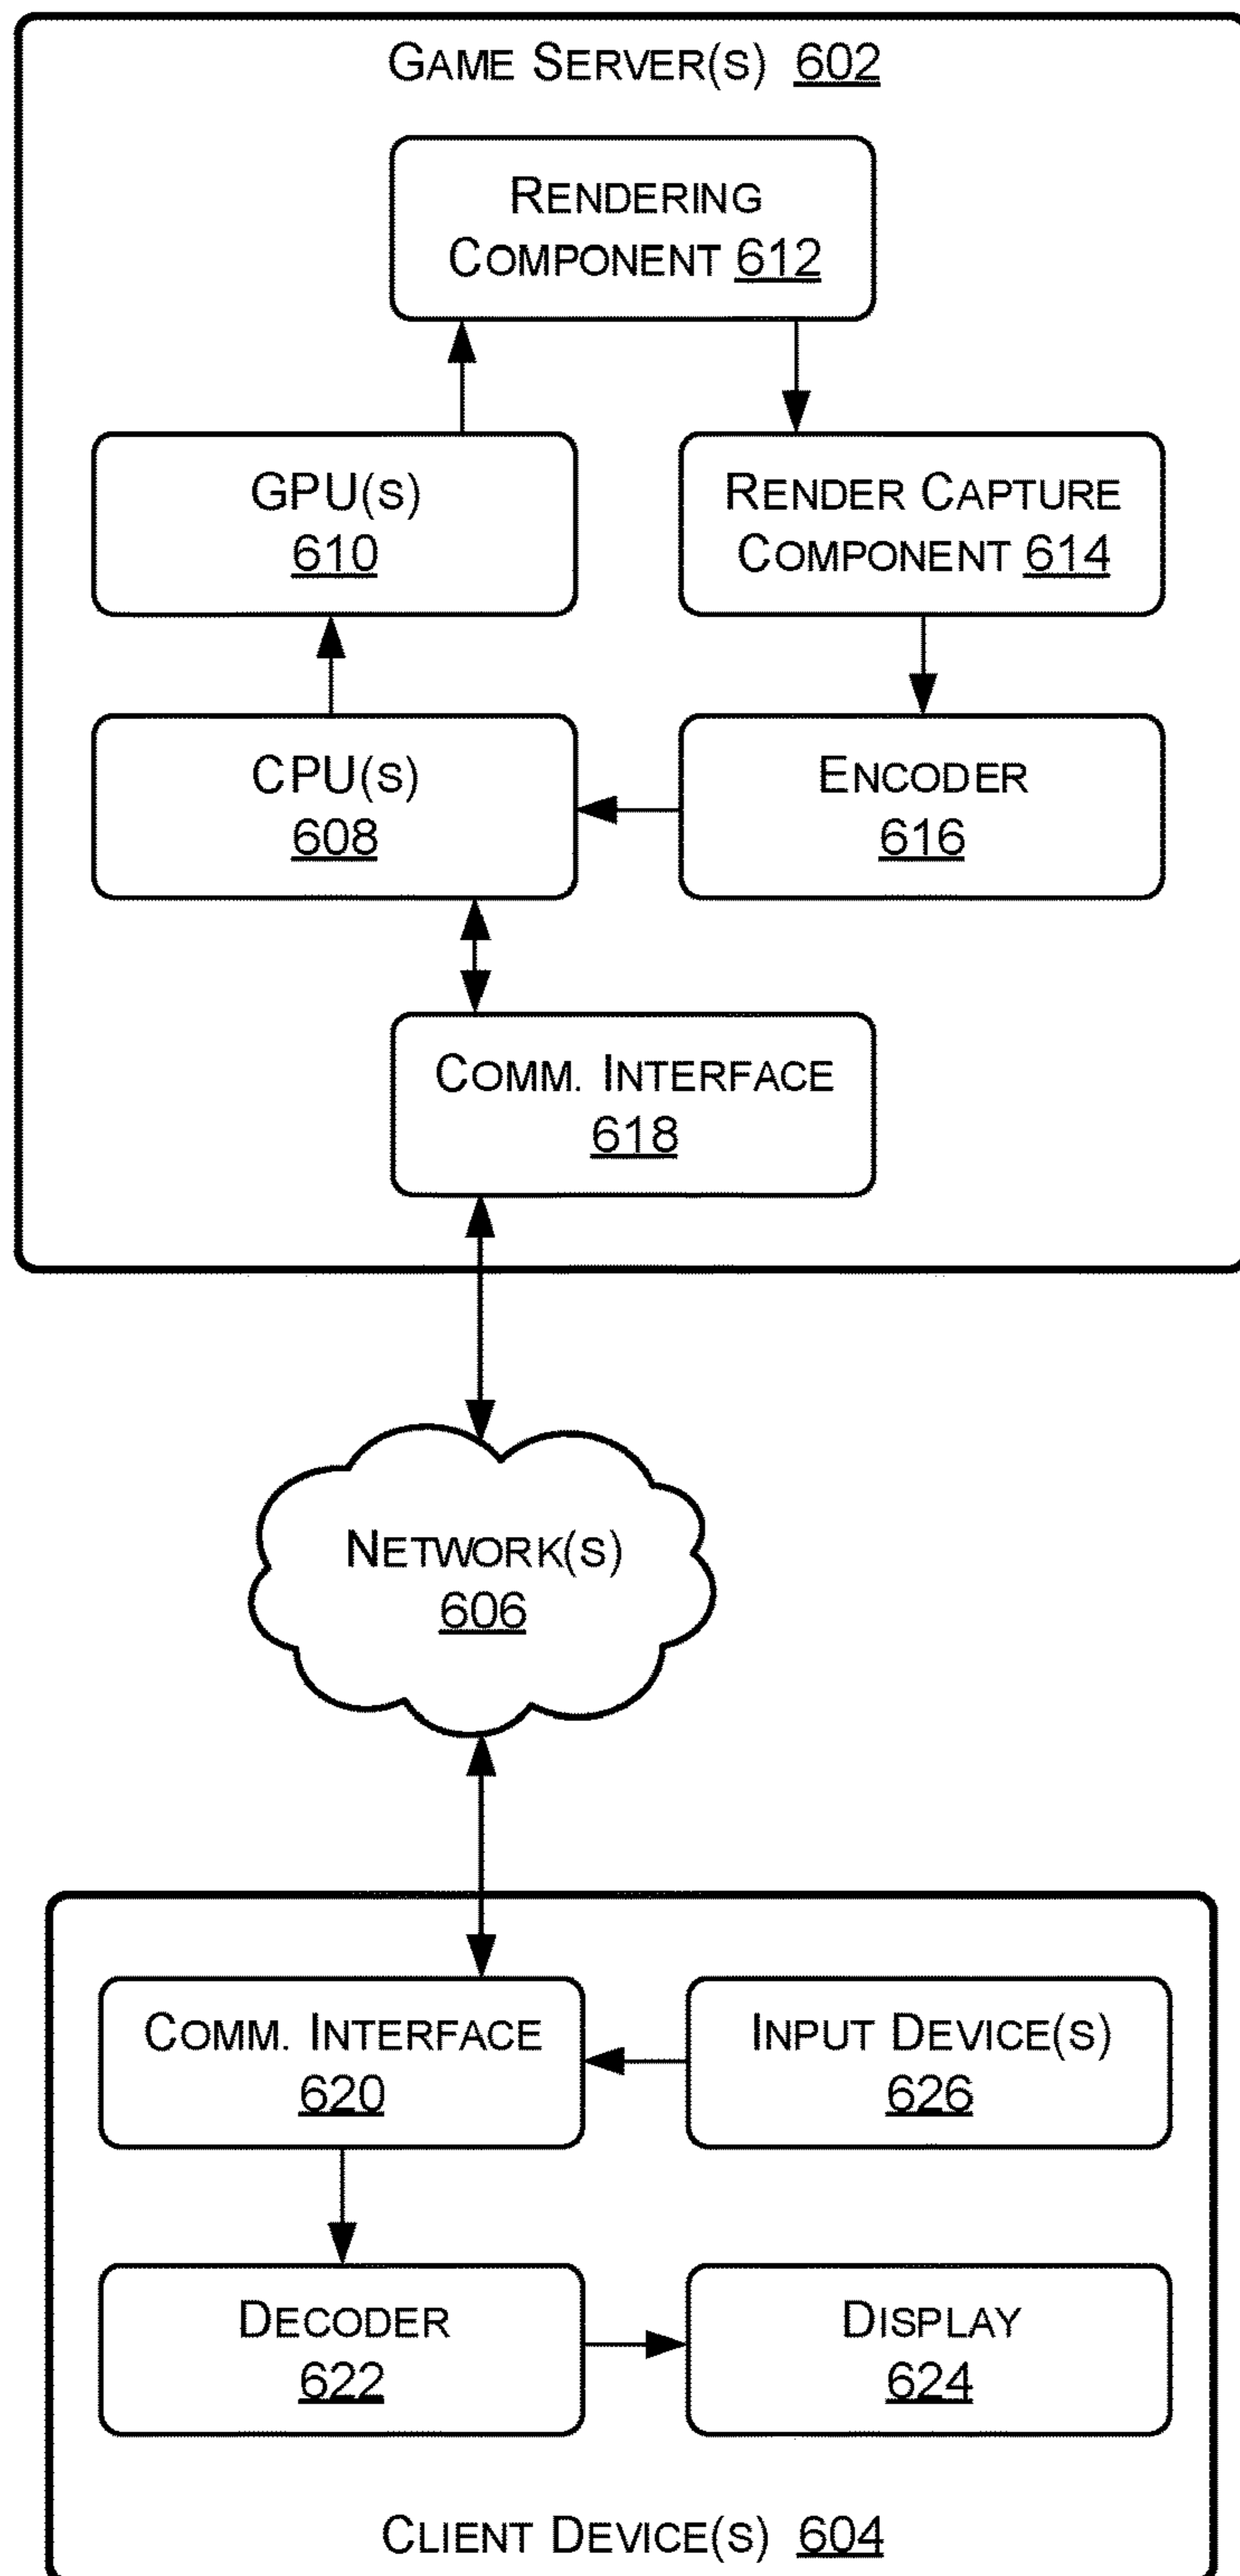 GAME SERVER(S) 602
RENDERING
COMPONENT 612
GPU(S)
610
RENDER CAPTURE
COMPONENT 614
CPU(S)
608
ENCODER
616
COMM. INTERFACE
618
NETWORK(S)
606
COMM. INTERFACE
620
INPUT DEVICE(S)
626
DECODER
622
DISPLAY
624
CLIENT DEVICE(S) 604